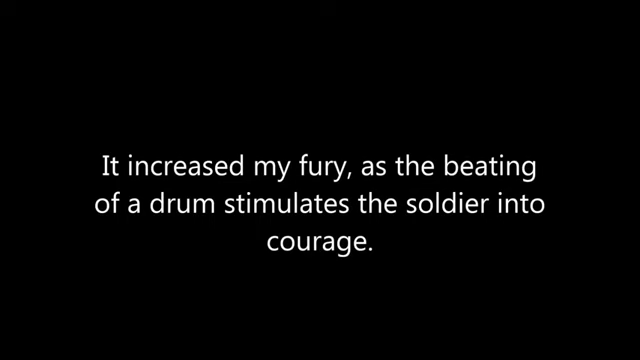 It increased my fury, as the beating
of a drum stimulates the soldier into
courage.